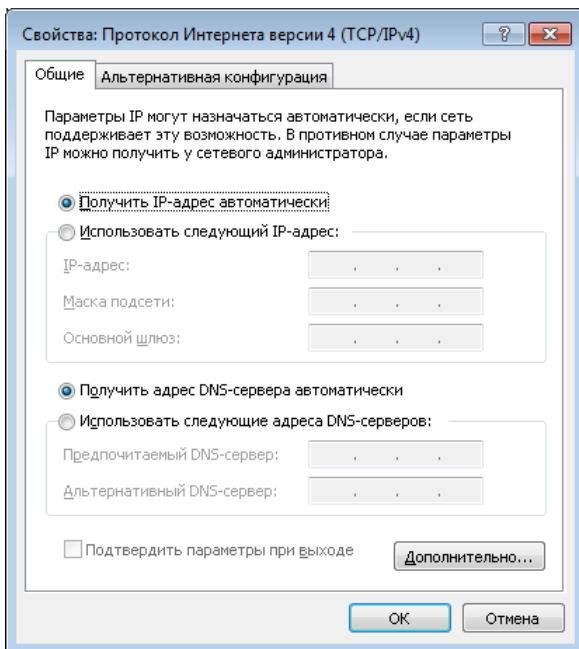 Свойства: Протокол Интернета версии 4 (TCP/IPv4)
Общие
Альтернативная конфигурация
Параметры IP могут назначаться автоматически, если сеть
поддерживает эту возможность. В противном случае параметры
IP можно получить у сетевого администратора.
Получить IP-адрес автоматически
Использовать следующий IP-адрес:
IP-адрес:
Маска подсети:
Основной шлюз:
Получить адрес DNS-сервера автоматически
Использовать следующие адреса DNS-серверов:
Предпочитаемый DNS-сервер:
Альтернативный DNS-сервер:
Подтвердить параметры при выходе
Дополнительно...
ОК
Отмена